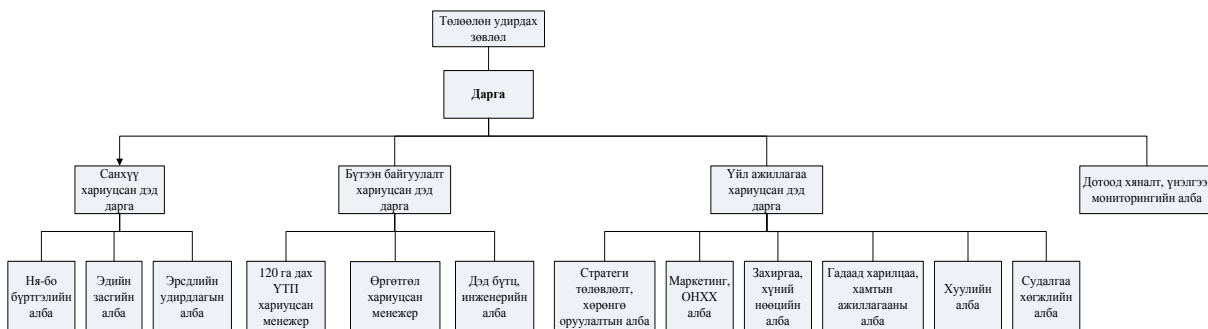 Төлөөлөн удирдах
зөвлөл
Дарга
Санхүү
хариуцсан дэд
дарга
Бүтээн байгуулалт
хариуцсан дэд
дарга
Үйл ажиллагаа
хариуцсан дэд
дарга
Дотоод хяналт, үнэлгээ
мониторингийн алба
Ня-бо
бүртгэлийн
алба
Эдийн
засгийн
алба
Эрсдлийн
удирдлагын
алба
120 га дах
ҮТП
хариуцсан
менежер
Өргөтгөл
хариуцсан
менежер
Дэд бүтц,
инженерийн
алба
Стратеги
төлөвлөлт,
хөрөнгө
оруулалтын алба
Маркетинг,
ОНХХ
алба
Захиргаа,
хүний
нөөцийн
алба
Гадаад харилцаа,
хамтын
ажиллагааны
алба
Хуулийн
алба
Судалгаа
хөгжлийн
алба